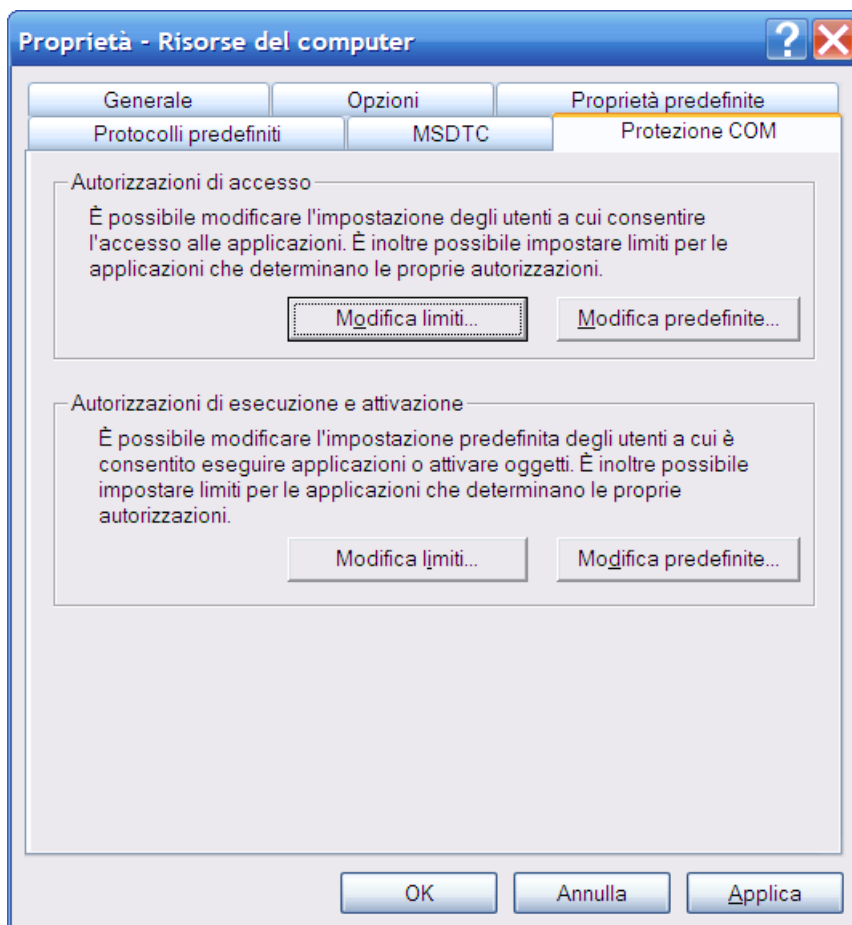 Proprietà - Risorse del computer
Generale
Opzioni
Proprietà predefinite
Protocolli predefiniti
MSDTC
Protezione COM
Autorizzazioni di accesso
È possibile modificare l'impostazione degli utenti a cui consentire
l'accesso alle applicazioni. È inoltre possibile impostare limiti per le
applicazioni che determinano le proprie autorizzazioni.
Modifica limiti...
Modifica predefinite...
Autorizzazioni di esecuzione e attivazione
È possibile modificare l'impostazione predefinita degli utenti a cui è
consentito eseguire applicazioni o attivare oggetti. È inoltre possibile
impostare limiti per le applicazioni che determinano le proprie
autorizzazioni.
Modifica limiti...
Modifica predefinite...
OK
Annulla
Applica